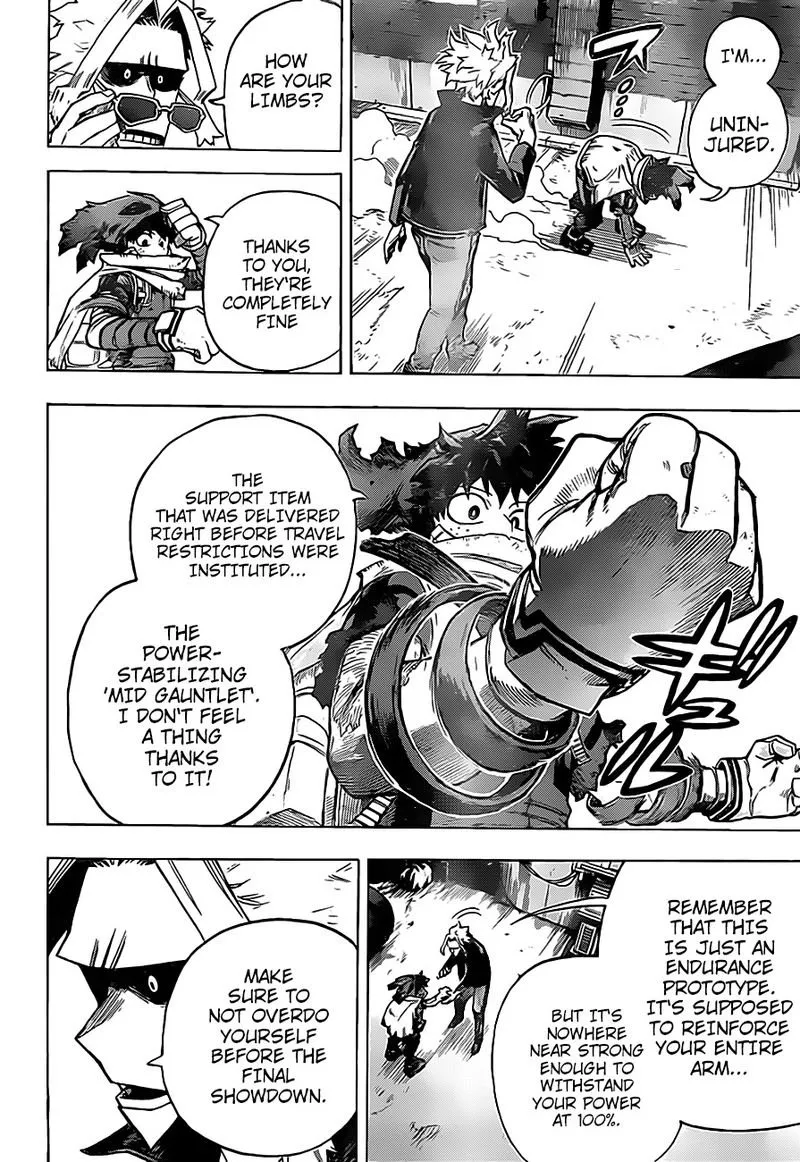 I'M...
UNIN-
JURED.
HOW
ARE YOUR
LIMBS?
THANKS
TO YOU,
THEY'RE
COMPLETELY
FINE
THE
SUPPORT ITEM
THAT WAS DELIVERED
RIGHT BEFORE TRAVEL
RESTRICTIONS WERE
INSTITUTED...
THE
POWER-
STABILIZING
'MID GAUNTLET'.
I DON'T FEEL
A THING
THANKS
TO IT!
REMEMBER
THAT THIS
IS JUST AN
ENDURANCE
PROTOTYPE.
IT'S SUPPOSED
TO REINFORCE
YOUR ENTIRE
ARM...
BUT IT'S
NOWHERE
NEAR STRONG
ENOUGH TO
WITHSTAND
YOUR POWER
AT 100%.
MAKE
SURE TO
NOT OVERDO
YOURSELF
BEFORE THE
FINAL
SHOWDOWN.